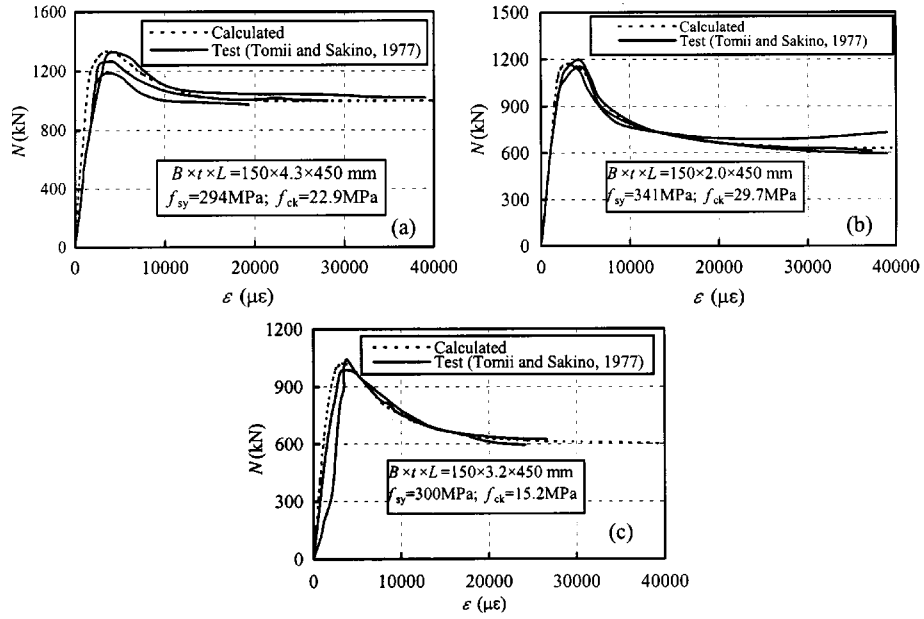 1500
1200
900
800
400
0
N (kN)
Calculated
Test (Tomii and Sakino, 1977)
B×t×L=150×4.3×450 mm
fsy=294MPa; fck=22.9MPa
(a)
0 10000 20000 30000 40000
ε (με)
1500
1200
900
600
300
0
N (kN)
Calculated
Test (Tomii and Sakino, 1977)
B×t×L=150×2.0×450 mm
fsy=341MPa; fck=29.7MPa
(b)
0 10000 20000 30000 40000
ε (με)
1200
900
600
300
0
N (kN)
Calculated
Test (Tomii and Sakino, 1977)
B×t×L=150×3.2×450 mm
fsy=300MPa; fck=15.2MPa
(c)
0 10000 20000 30000 40000
ε (με)